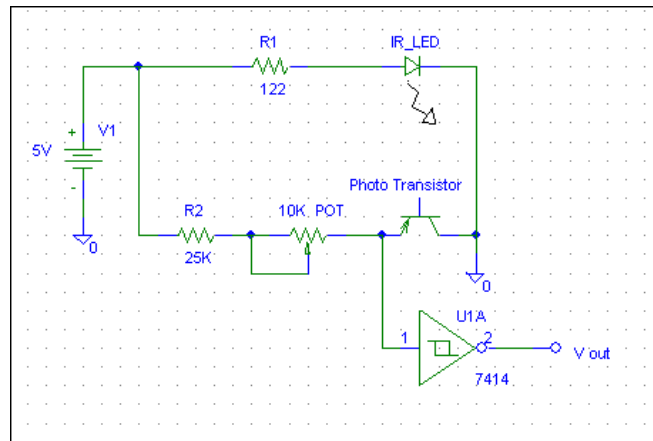 R1
IR_LED
122
+
V1
5V
-
Photo Transistor
R2
10K POT
0
25K
0
U1A
1
2
V out
7414